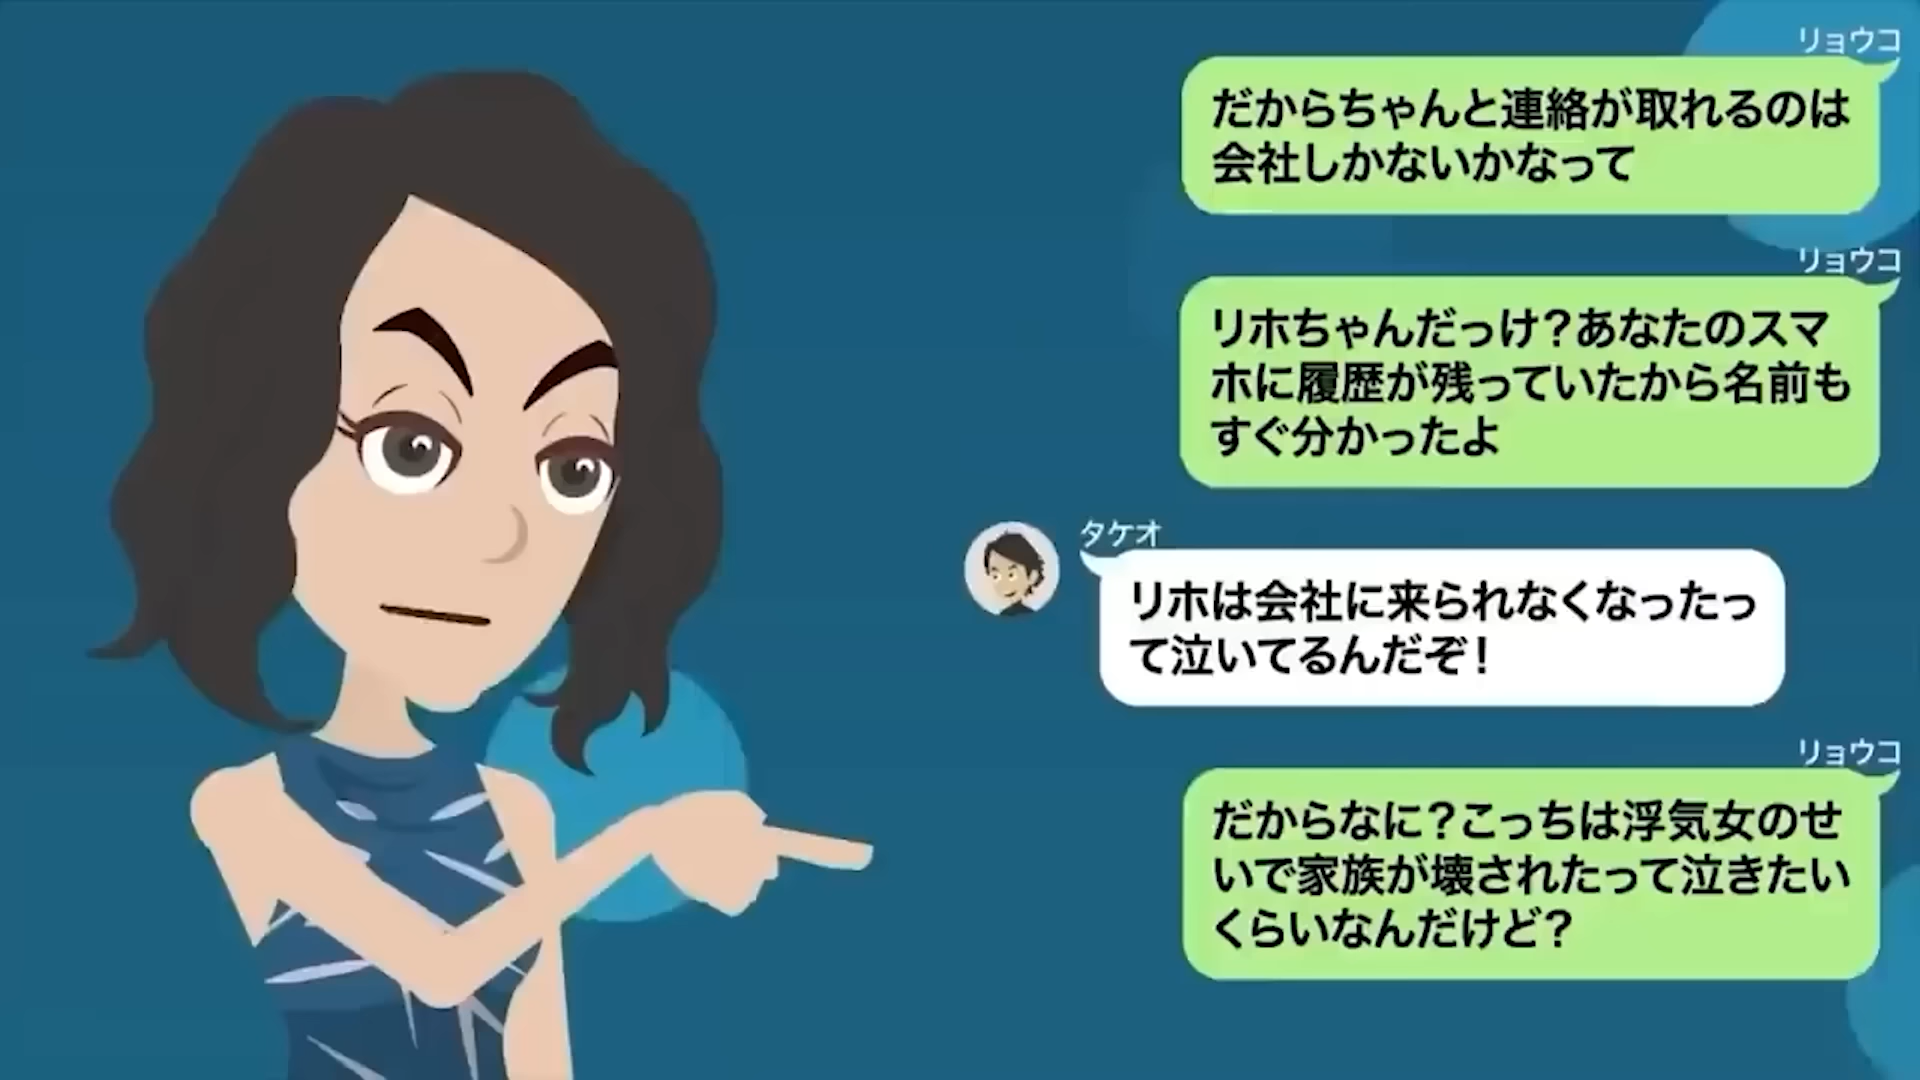 リョウコ
だからちゃんと連絡が取れるのは
会社しかないかなって
リョウコ
リホちゃんだっけ？あなたのスマ
ホに履歴が残っていたから名前も
すぐ分かったよ
タケオ
リホは会社に来られなくなったっ
て泣いてるんだぞ！
リョウコ
だからなに？こっちは浮気女のせ
いで家族が壊されたって泣きたい
くらいなんだけど？